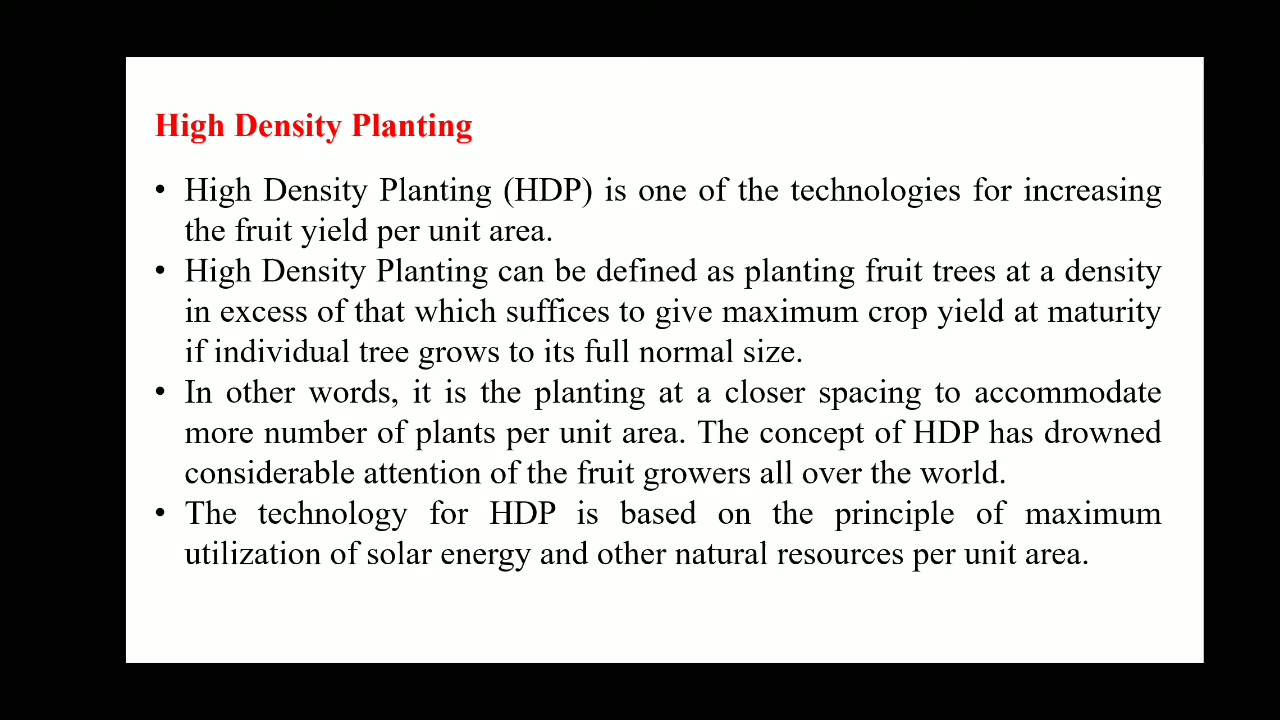 High Density Planting
• High Density Planting (HDP) is one of the technologies for increasing
the fruit yield per unit area.
• High Density Planting can be defined as planting fruit trees at a density
in excess of that which suffices to give maximum crop yield at maturity
if individual tree grows to its full normal size.
• In other words, it is the planting at a closer spacing to accommodate
more number of plants per unit area. The concept of HDP has drowned
considerable attention of the fruit growers all over the world.
• The technology for HDP is based on the principle of maximum
utilization of solar energy and other natural resources per unit area.